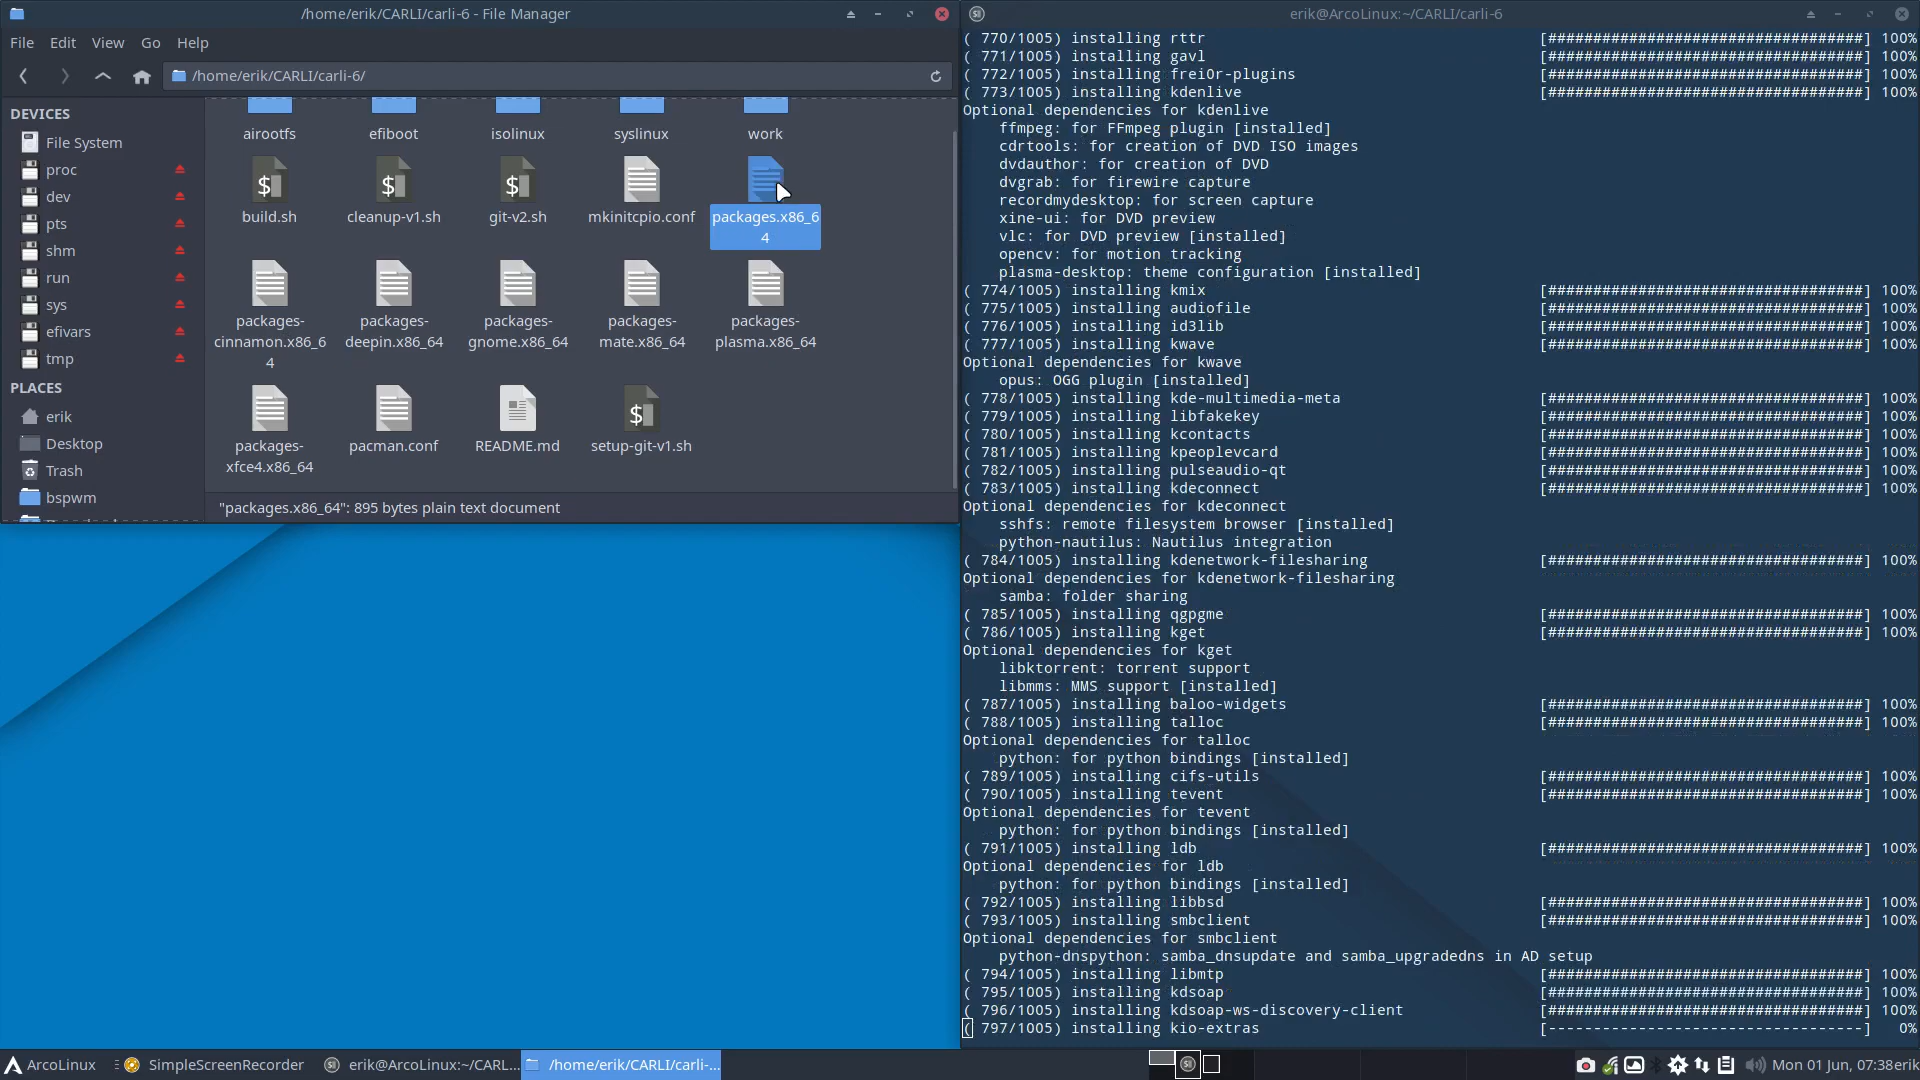 /home/erik/CARLI/carli-6 - File Manager
File Edit View Go Help
/home/erik/CARLI/carli-6/
DEVICES
File System
proc
dev
pts
shm
run
sys
efivars
tmp
PLACES
erik
Desktop
Trash
bspwm
airootfs efiboot isolinux syslinux work
build.sh cleanup-v1.sh git-v2.sh mkinitcpio.conf packages.x86_6
4
packages- packages- packages- packages- packages-
cinnamon.x86_6 deepin.x86_64 gnome.x86_64 mate.x86_64 plasma.x86_64
4
packages- pacman.conf README.md setup-git-v1.sh
xfce4.x86_64
"packages.x86_64": 895 bytes plain text document
erik@ArcoLinux:~/CARLI/carli-6
( 770/1005) installing rttr [###################################] 100%
( 771/1005) installing gavl [###################################] 100%
( 772/1005) installing frei0r-plugins [###################################] 100%
( 773/1005) installing kdenlive [###################################] 100%
Optional dependencies for kdenlive
ffmpeg: for FFmpeg plugin [installed]
cdrtools: for creation of DVD ISO images
dvdauthor: for creation of DVD
dvgrab: for firewire capture
recordmydesktop: for screen capture
xine-ui: for DVD preview
vlc: for DVD preview [installed]
opencv: for motion tracking
plasma-desktop: theme configuration [installed]
( 774/1005) installing kmix [###################################] 100%
( 775/1005) installing audiofile [###################################] 100%
( 776/1005) installing id3lib [###################################] 100%
( 777/1005) installing kwave [###################################] 100%
Optional dependencies for kwave
opus: OGG plugin [installed]
( 778/1005) installing kde-multimedia-meta [###################################] 100%
( 779/1005) installing libfakekey [###################################] 100%
( 780/1005) installing kcontacts [###################################] 100%
( 781/1005) installing kpeoplevcard [###################################] 100%
( 782/1005) installing pulseaudio-qt [###################################] 100%
( 783/1005) installing kdeconnect [###################################] 100%
Optional dependencies for kdeconnect
sshfs: remote filesystem browser [installed]
python-nautilus: Nautilus integration
( 784/1005) installing kdenetwork-filesharing [###################################] 100%
Optional dependencies for kdenetwork-filesharing
samba: folder sharing
( 785/1005) installing qgpgme [###################################] 100%
( 786/1005) installing kget [###################################] 100%
Optional dependencies for kget
libktorrent: torrent support
libmms: MMS support [installed]
( 787/1005) installing baloo-widgets [###################################] 100%
( 788/1005) installing talloc [###################################] 100%
Optional dependencies for talloc
python: for python bindings [installed]
( 789/1005) installing cifs-utils [###################################] 100%
( 790/1005) installing tevent [###################################] 100%
Optional dependencies for tevent
python: for python bindings [installed]
( 791/1005) installing ldb [###################################] 100%
Optional dependencies for ldb
python: for python bindings [installed]
( 792/1005) installing libbsd [###################################] 100%
( 793/1005) installing smbclient [###################################] 100%
Optional dependencies for smbclient
python-dnspython: samba_dnsupdate and samba_upgradedns in AD setup
( 794/1005) installing libmtp [###################################] 100%
( 795/1005) installing kdsoap [###################################] 100%
( 796/1005) installing kdsoap-ws-discovery-client [###################################] 100%
( 797/1005) installing kio-extras [-----------------------------------] 0%
ArcoLinux SimpleScreenRecorder erik@ArcoLinux:~/CARL... /home/erik/CARLI/carli-... Mon 01 Jun, 07:38 erik